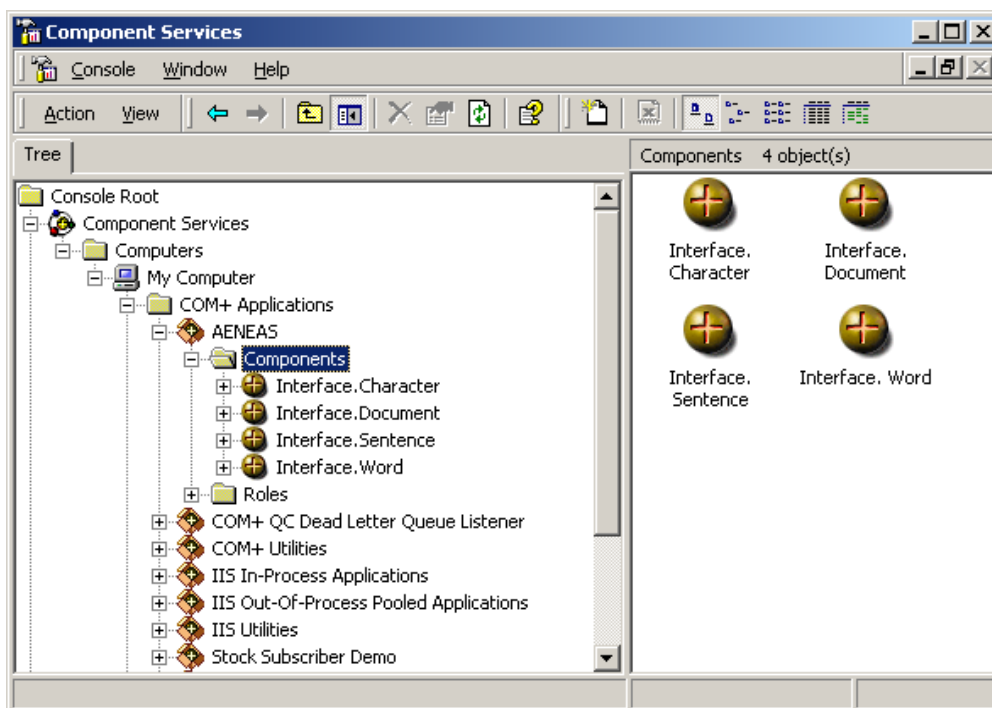 Component Services
Console Window Help
Action View
Tree
Components 4 object(s)
Console Root
Component Services
Computers
My Computer
COM+ Applications
AENEAS
Components
Interface.Character
Interface.Document
Interface.Sentence
Interface.Word
Roles
COM+ QC Dead Letter Queue Listener
COM+ Utilities
IIS In-Process Applications
IIS Out-Of-Process Pooled Applications
IIS Utilities
Stock Subscriber Demo
Interface.
Character
Interface.
Document
Interface.
Sentence
Interface. Word